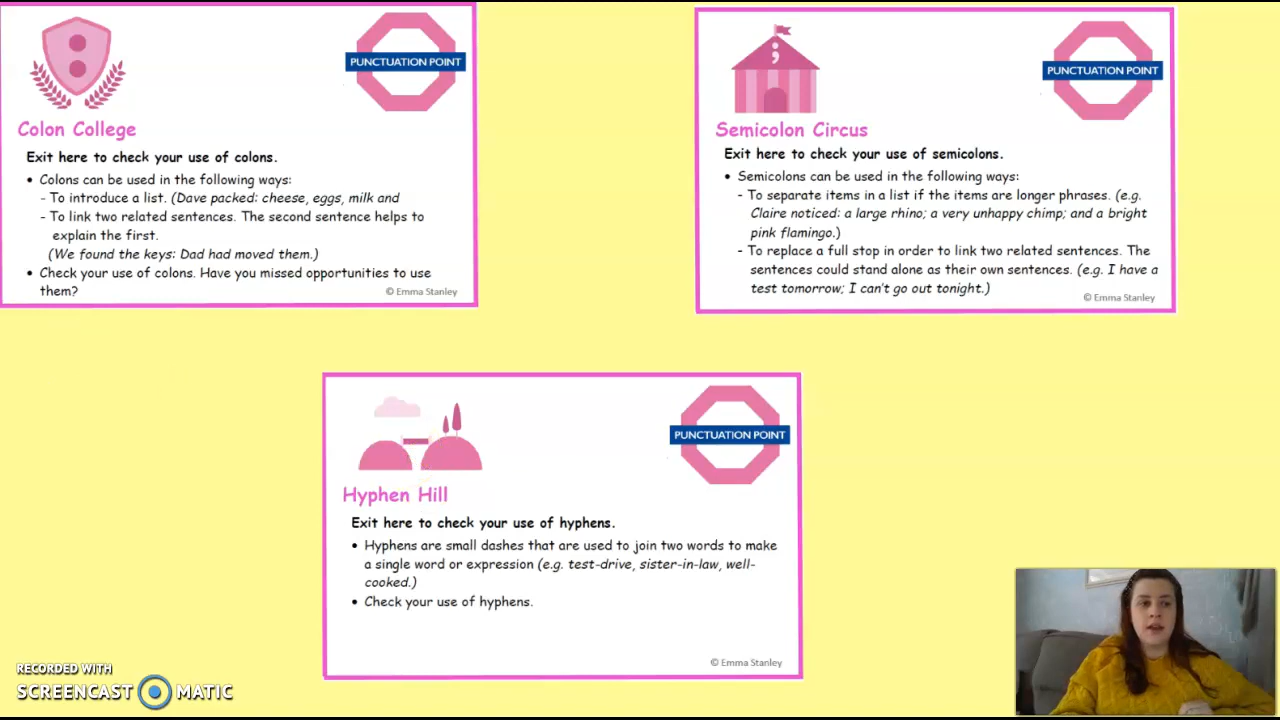 PUNCTUATION POINT
Colon College
Exit here to check your use of colons.
• Colons can be used in the following ways:
- To introduce a list. (Dave packed: cheese, eggs, milk and
- To link two related sentences. The second sentence helps to
explain the first.
(We found the keys: Dad had moved them.)
• Check your use of colons. Have you missed opportunities to use
them?
© Emma Stanley
;
PUNCTUATION POINT
Semicolon Circus
Exit here to check your use of semicolons.
• Semicolons can be used in the following ways:
- To separate items in a list if the items are longer phrases. (e.g.
Claire noticed: a large rhino; a very unhappy chimp; and a bright
pink flamingo.)
- To replace a full stop in order to link two related sentences. The
sentences could stand alone as their own sentences. (e.g. I have a
test tomorrow; I can't go out tonight.)
© Emma Stanley
PUNCTUATION POINT
Hyphen Hill
Exit here to check your use of hyphens.
• Hyphens are small dashes that are used to join two words to make
a single word or expression (e.g. test-drive, sister-in-law, well-
cooked.)
• Check your use of hyphens.
© Emma Stanley
RECORDED WITH
SCREENCAST MATIC